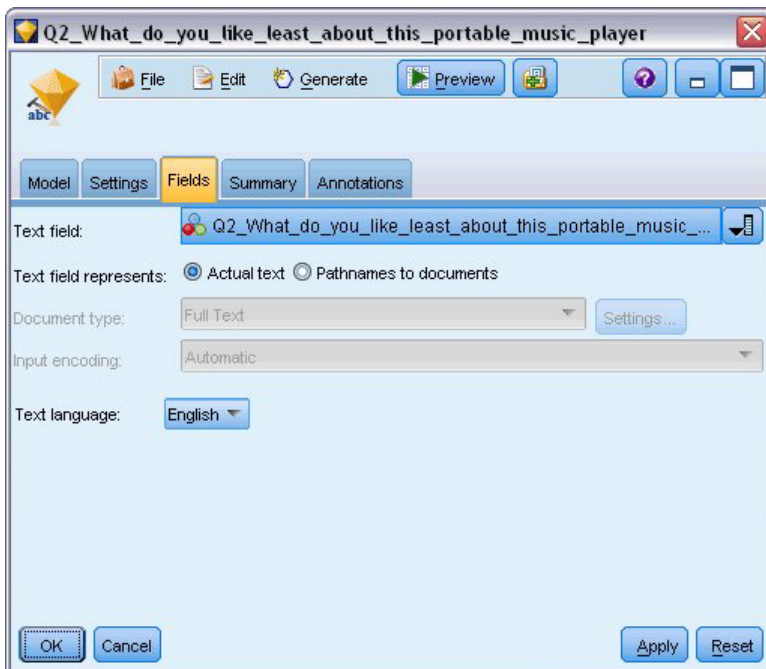 Q2_What_do_you_like_least_about_this_portable_music_player
File Edit Generate Preview
abc
Model Settings Fields Summary Annotations
Text field: Q2_What_do_you_like_least_about_this_portable_music_...
Text field represents: Actual text Pathnames to documents
Document type: Full Text Settings...
Input encoding: Automatic
Text language: English
OK Cancel Apply Reset